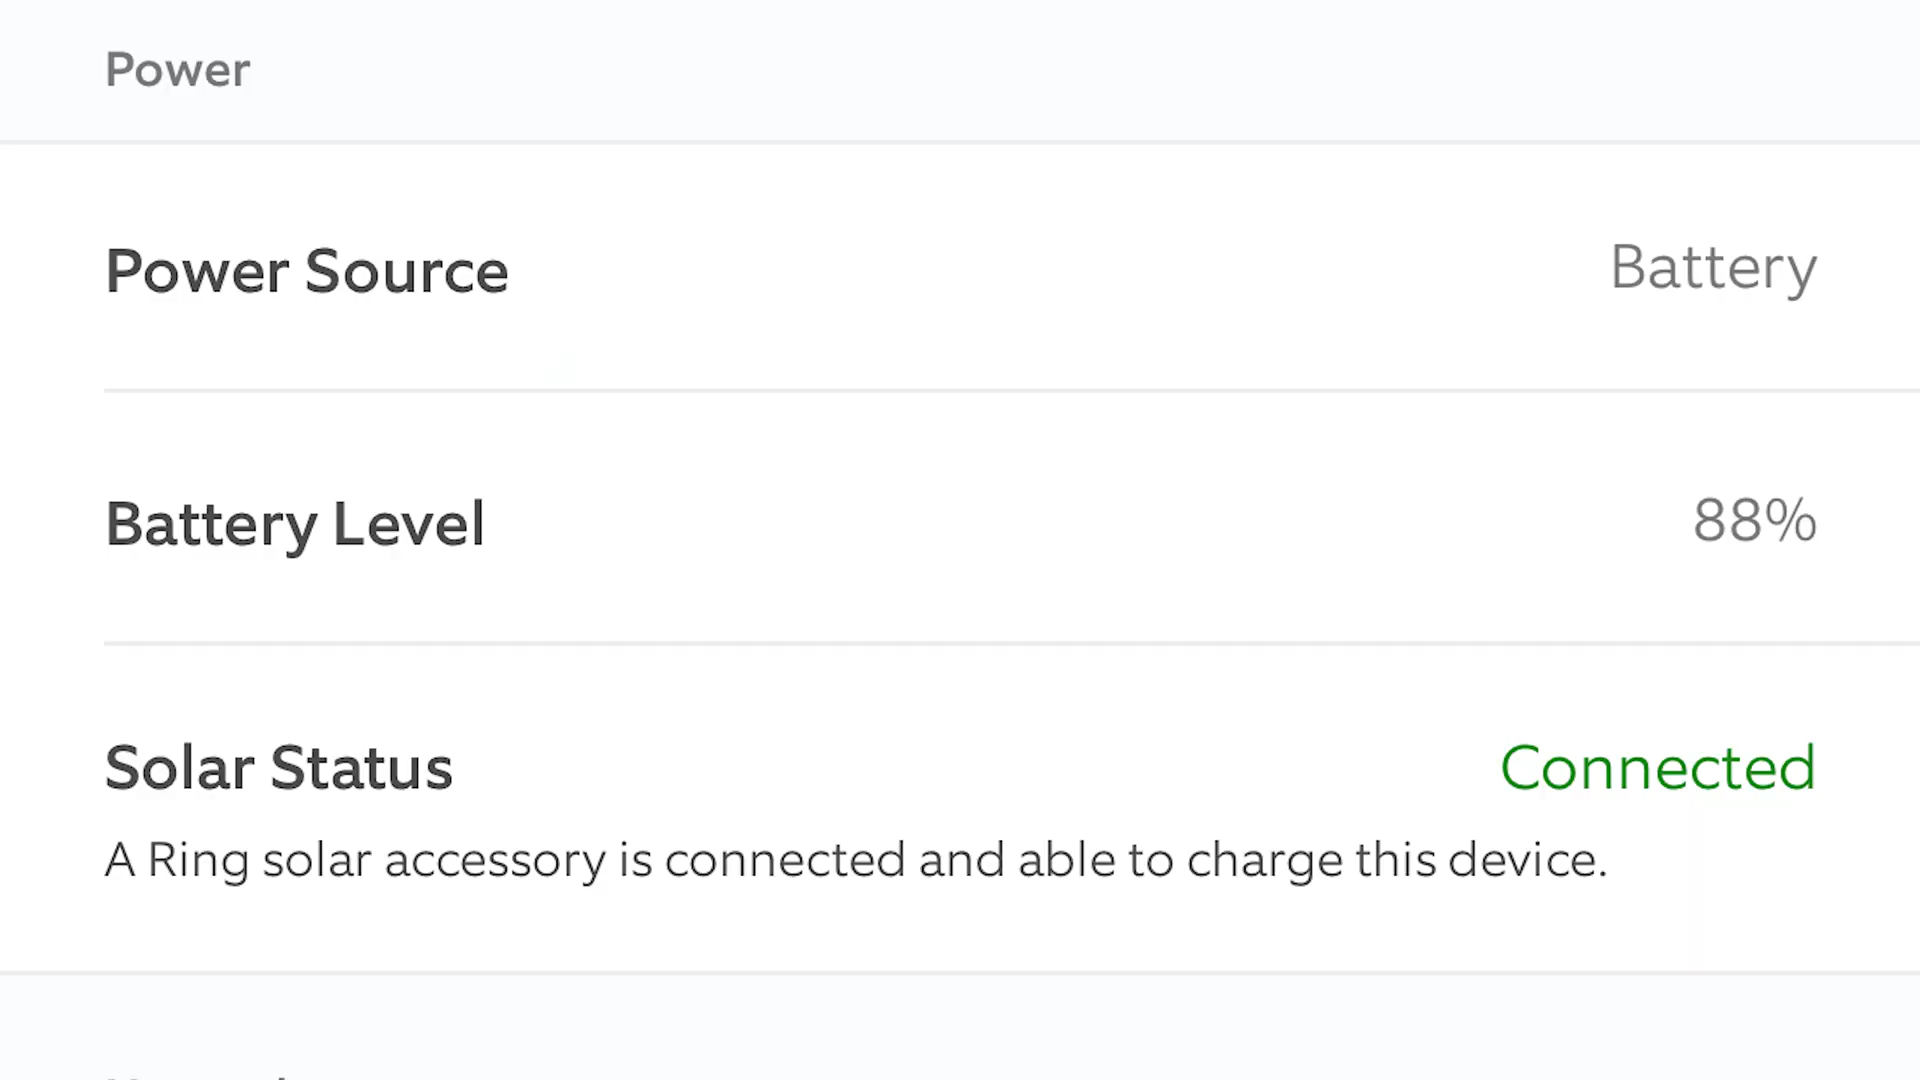 Power
Power Source
Battery
Battery Level
88%
Solar Status
Connected
A Ring solar accessory is connected and able to charge this device.